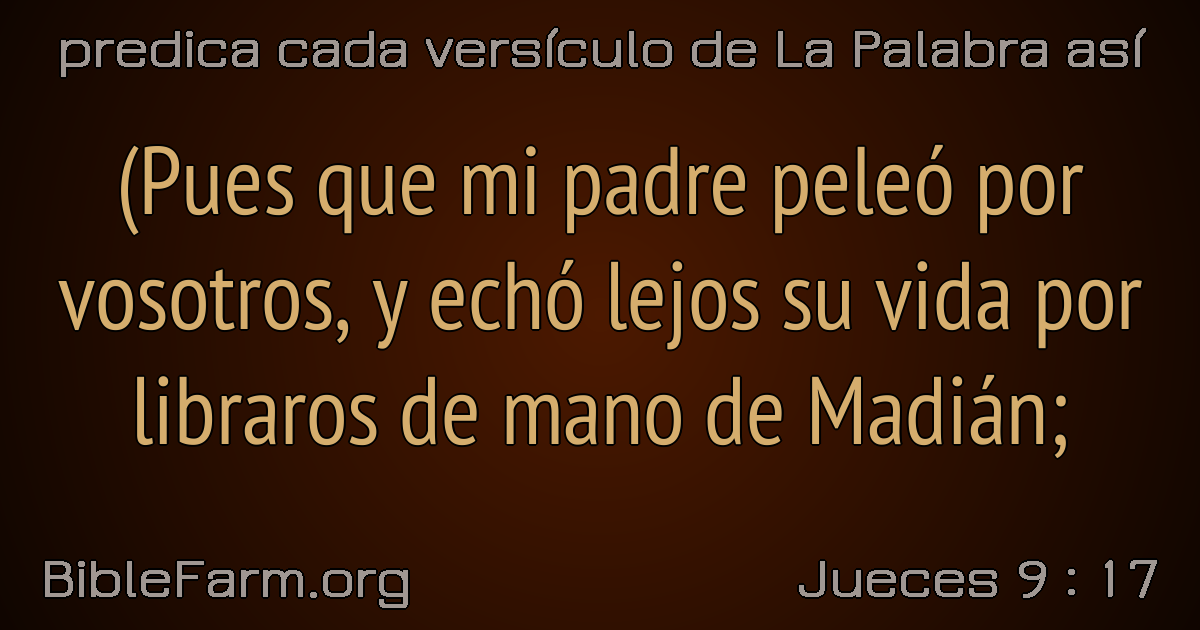 predica cada versículo de La Palabra así
(Pues que mi padre peleó por
vosotros, y echó lejos su vida por
libraros de mano de Madián;
BibleFarm.org
Jueces 9 : 17